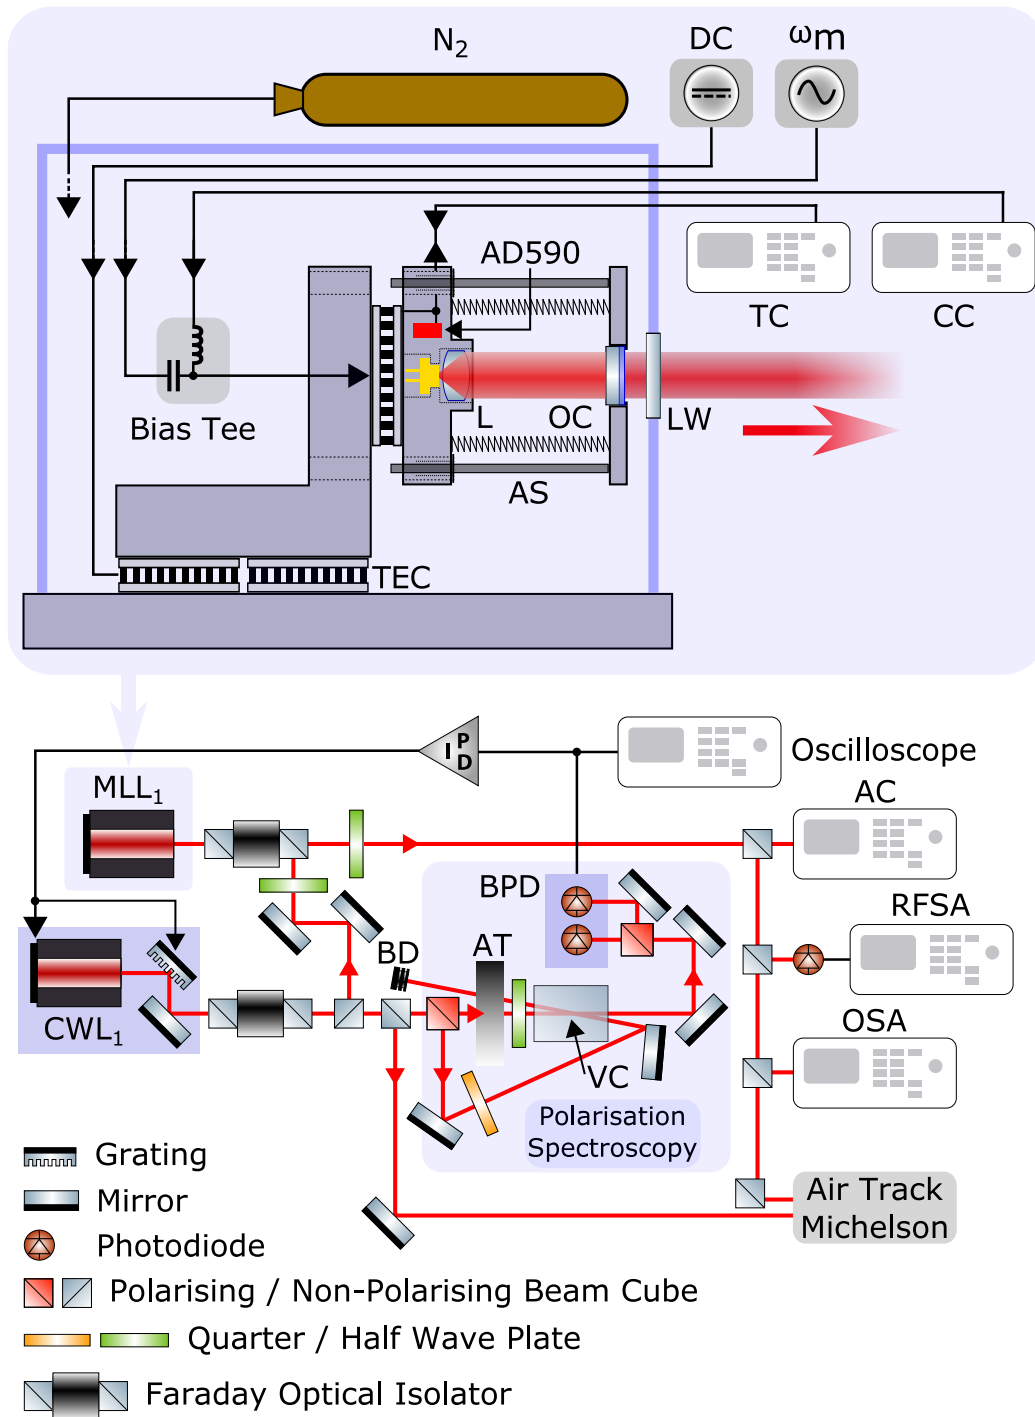 N2
DC
ωm
AD590
TC
CC
Bias Tee
L
OC
LW
AS
TEC
P
I
D
Oscilloscope
MLL1
AC
BPD
RFSA
AT
BD
CWL1
OSA
VC
Polarisation
Spectroscopy
Grating
Air Track
Michelson
Mirror
Photodiode
Polarising / Non-Polarising Beam Cube
Quarter / Half Wave Plate
Faraday Optical Isolator